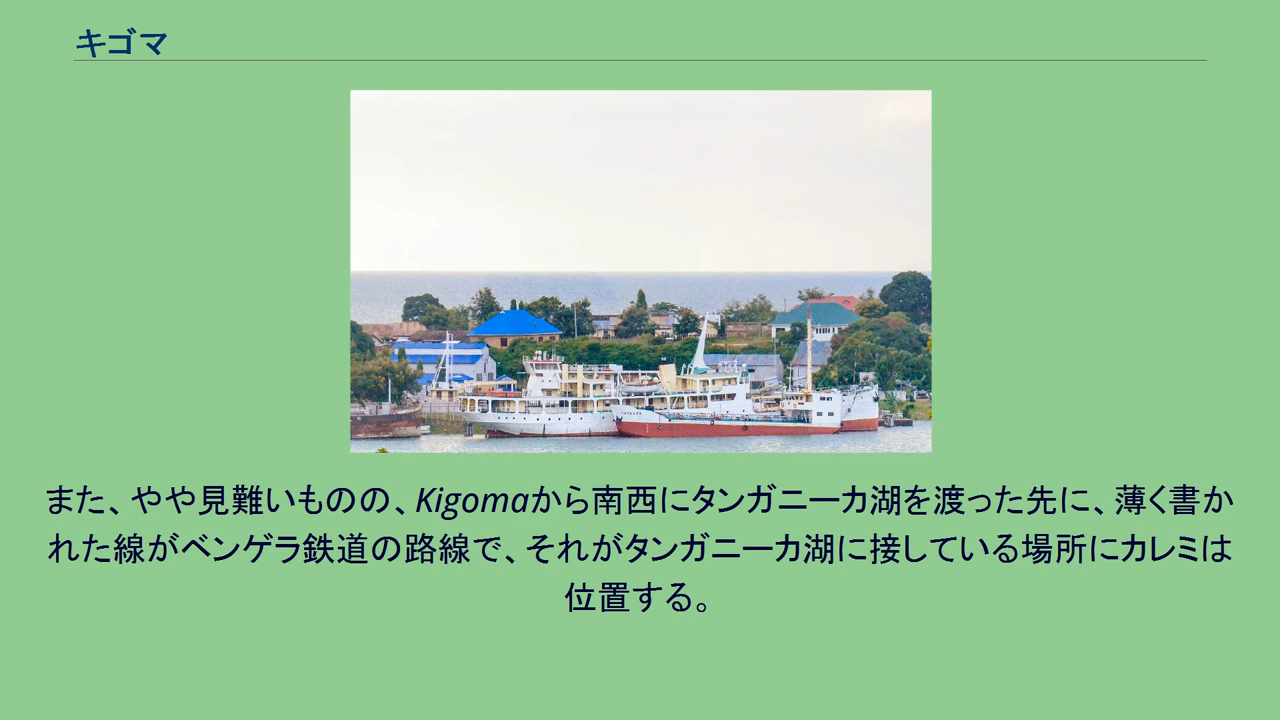 キゴマ
また、やや見難いものの、Kigomaから南西にタンガニーカ湖を渡った先に、薄く書か
れた線がベンゲラ鉄道の路線で、それがタンガニーカ湖に接している場所にカレミは
位置する。